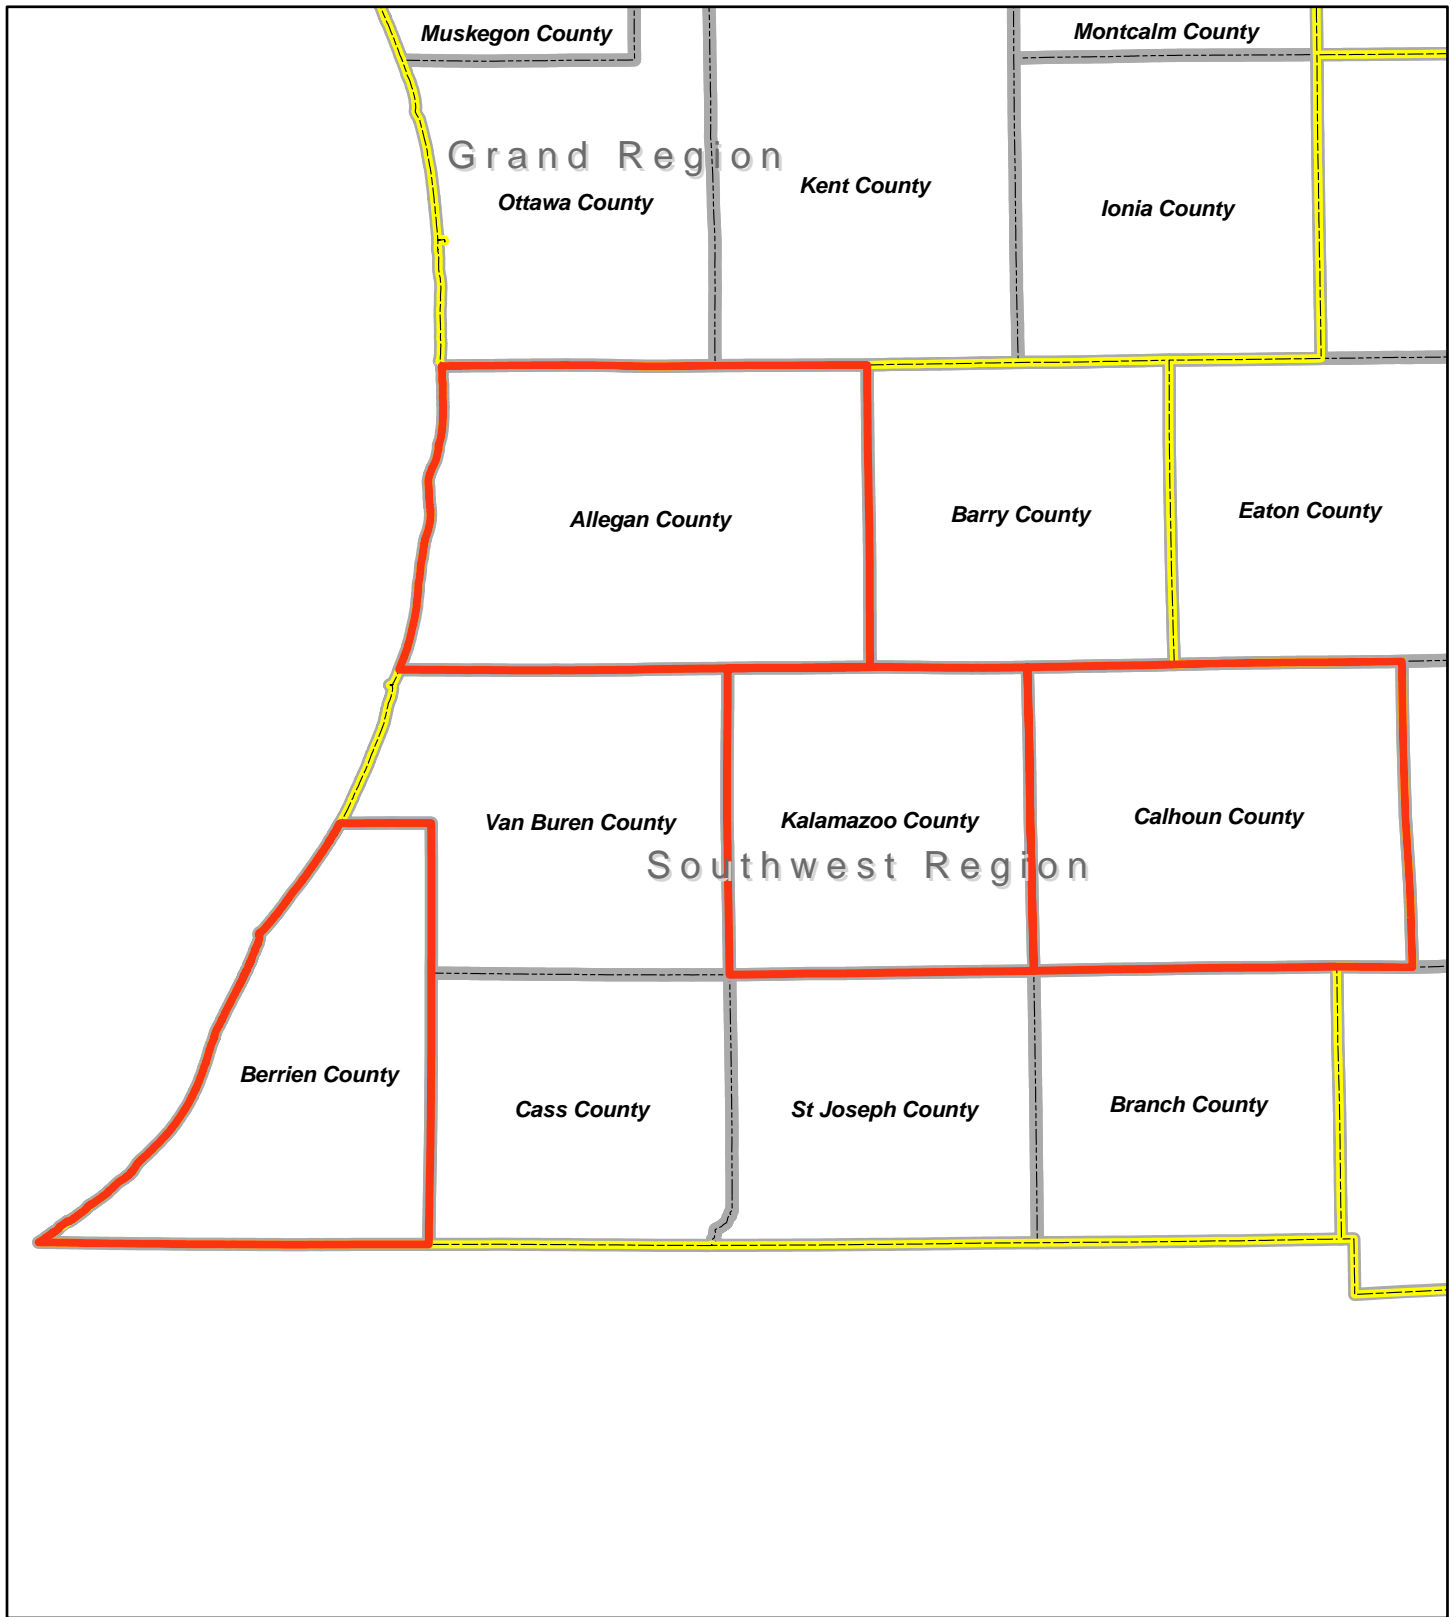 Muskegon County
Montcalm County
Grand Region
Kent County
Ottawa County
Ionia County
Allegan County
Barry County
Eaton County
Van Buren County
Kalamazoo County
Calhoun County
Southwest Region
Berrien County
Cass County
St Joseph County
Branch County